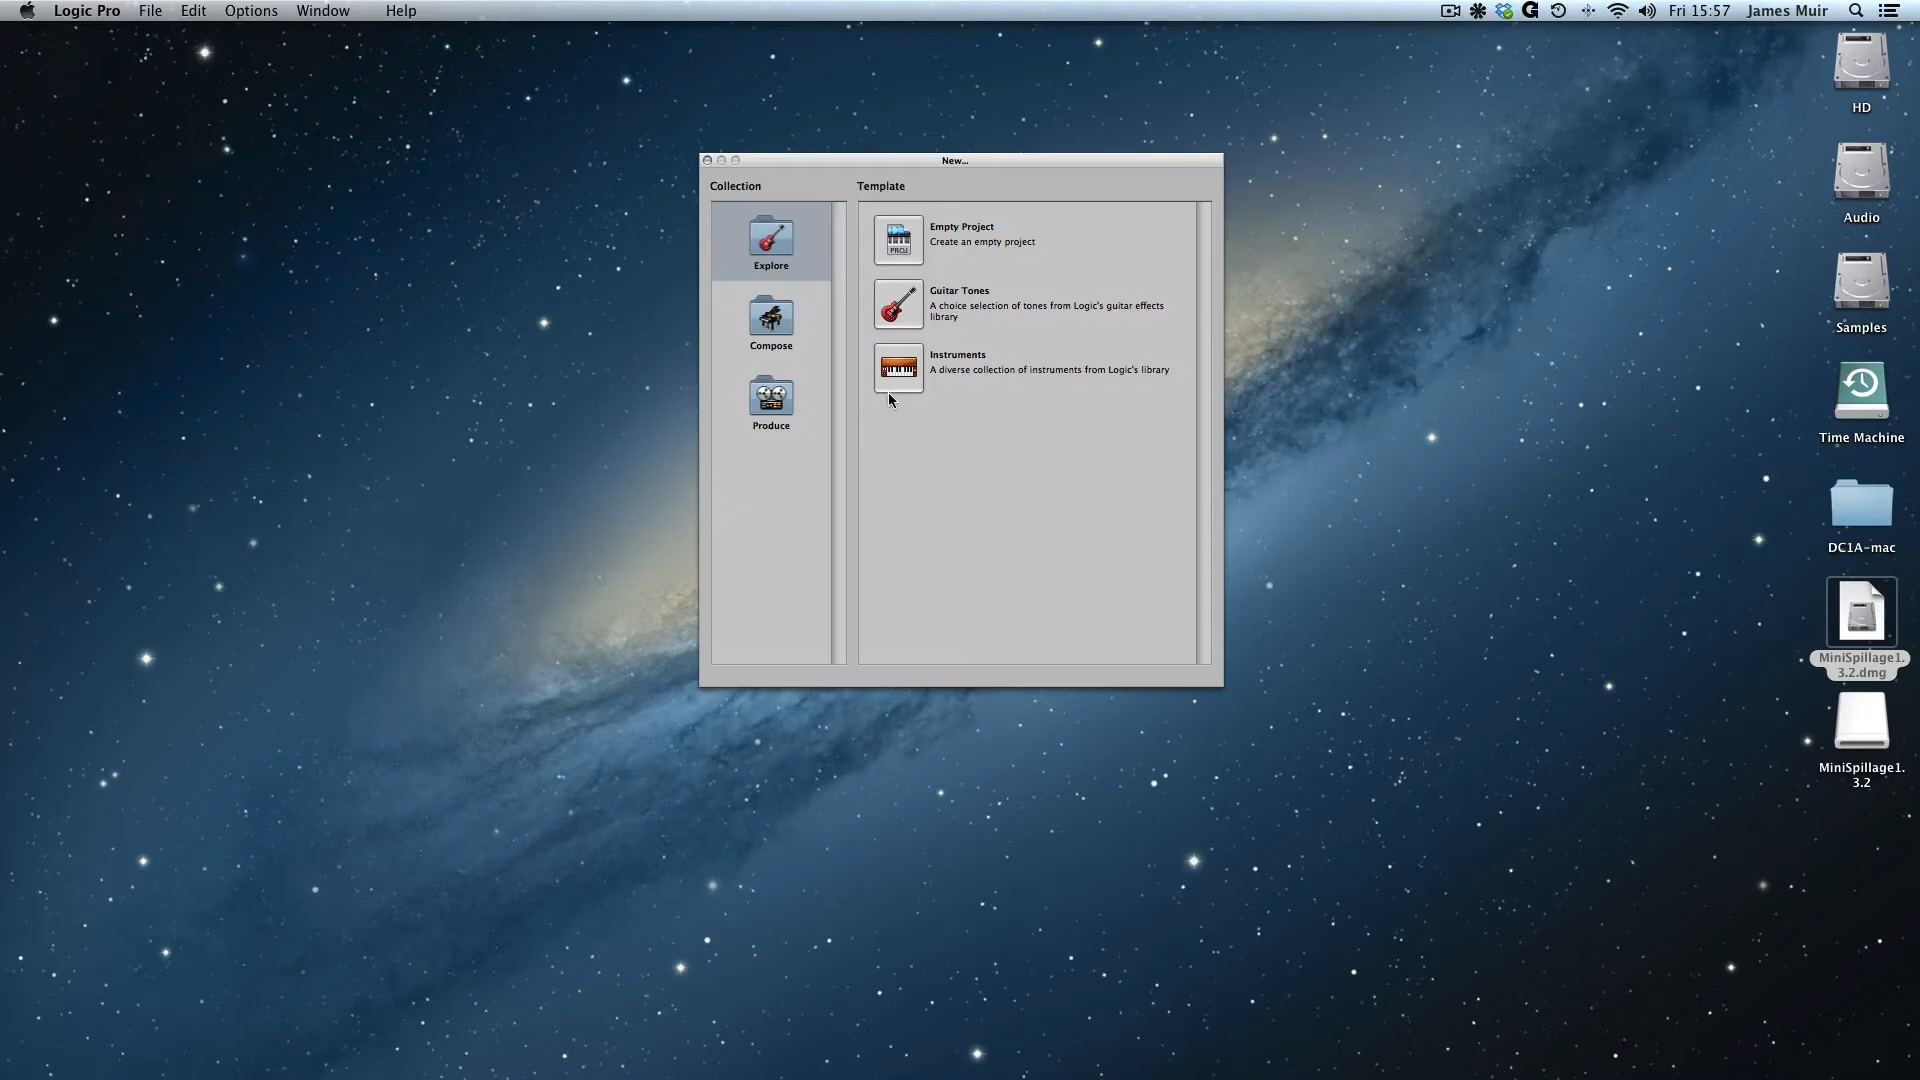 Logic Pro File Edit Options Window Help Fri 15:57 James Muir
New...
Collection
Template
Explore
Compose
Produce
Empty Project
Create an empty project
PROJ
Guitar Tones
A choice selection of tones from Logic's guitar effects
library
Instruments
A diverse collection of instruments from Logic's library
HD
Audio
Samples
Time Machine
DC1A-mac
MiniSpillage1.
3.2.dmg
MiniSpillage1.
3.2